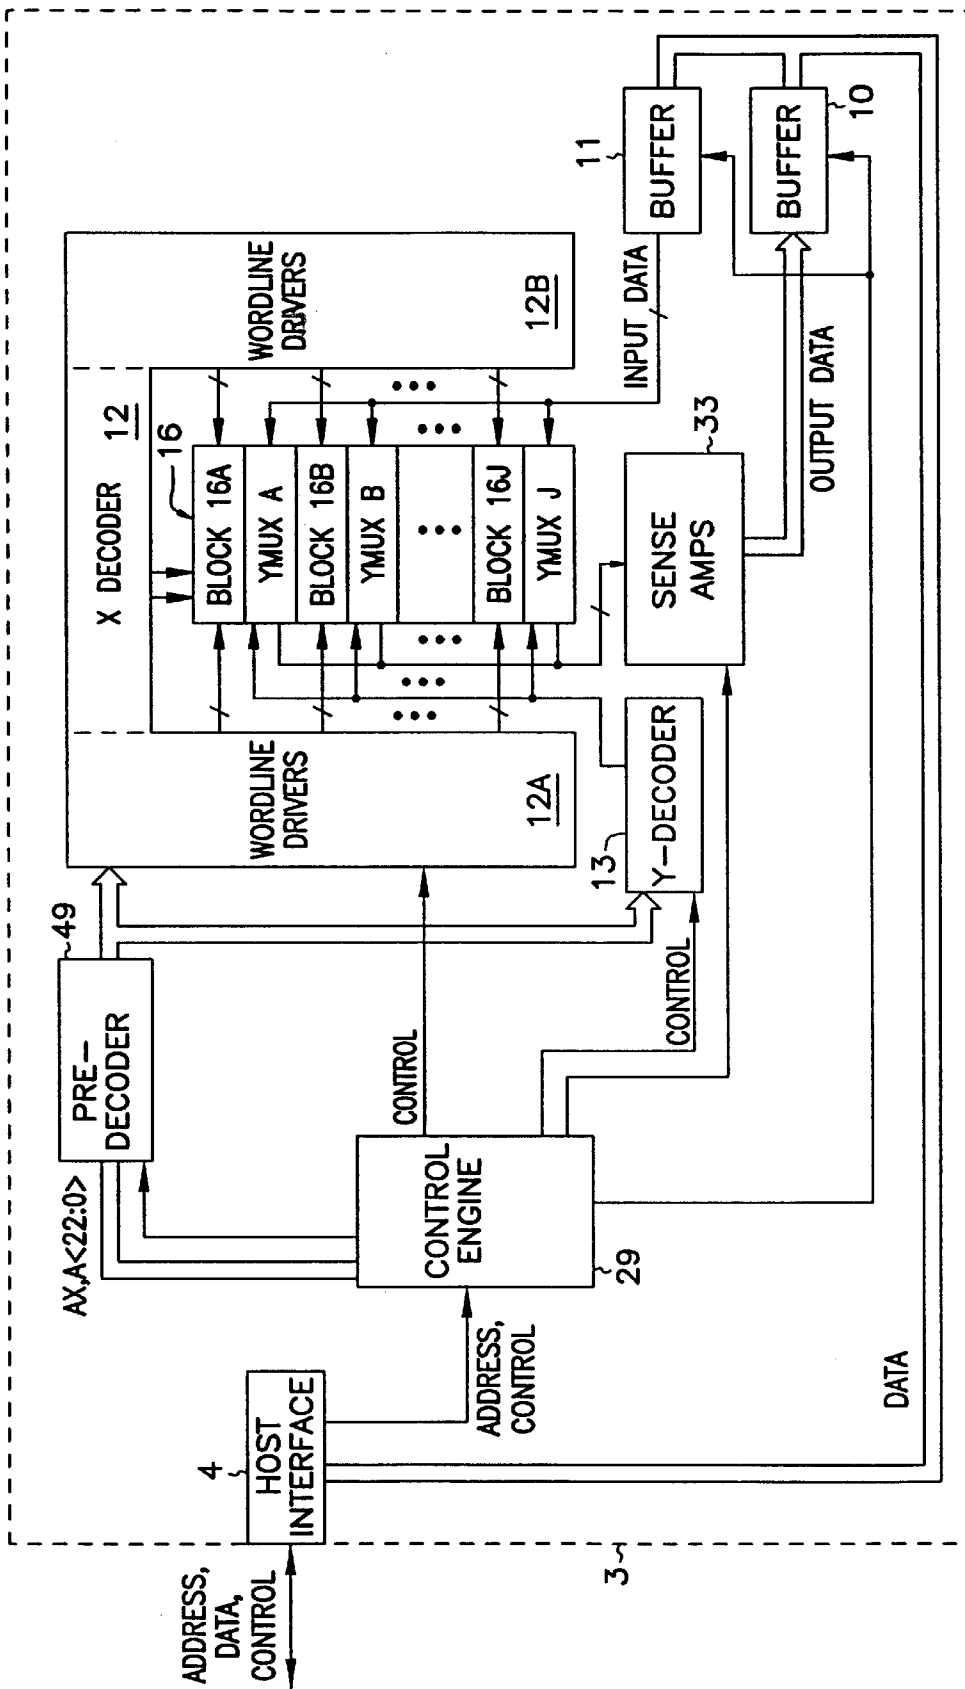 ADDRESS,
DATA,
CONTROL
3
4
HOST
INTERFACE
ADDRESS,
CONTROL
DATA
AX,A<22:0>
PRE-
DECODER
49
CONTROL
ENGINE
29
CONTROL
CONTROL
WORDLINE
DRIVERS
12A
X DECODER
12
16
BLOCK 16A
YMUX A
BLOCK 16B
YMUX B
BLOCK 16J
YMUX J
WORDLINE
DRIVERS
12B
13
Y-DECODER
SENSE
AMPS
33
INPUT DATA
OUTPUT DATA
11
BUFFER
BUFFER
10